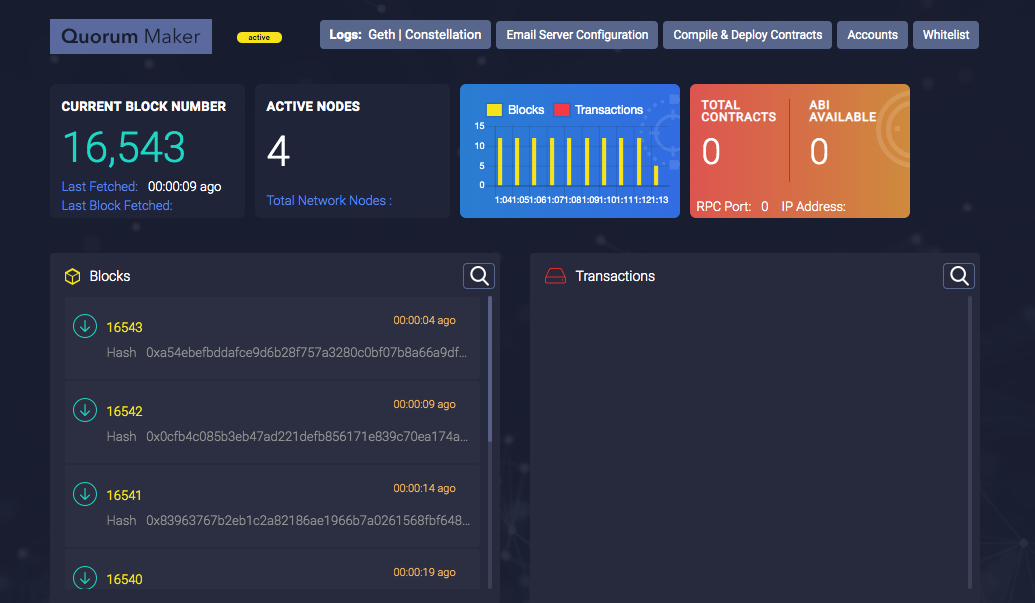 Quorum Maker
active
Logs: Geth | Constellation
Email Server Configuration
Compile & Deploy Contracts
Accounts
Whitelist
CURRENT BLOCK NUMBER
16,543
Last Fetched: 00:00:09 ago
Last Block Fetched:
ACTIVE NODES
4
Total Network Nodes :
Blocks Transactions
15
10
5
0
1:041:051:061:071:081:091:101:111:121:13
TOTAL CONTRACTS
0
ABI AVAILABLE
0
RPC Port: 0 IP Address:
Blocks
16543
00:00:04 ago
Hash 0xa54ebefbddafce9d6b28f757a3280c0bf07b8a66a9df...
16542
00:00:09 ago
Hash 0x0cfb4c085b3eb47ad221defb856171e839c70ea174a...
16541
00:00:14 ago
Hash 0x83963767b2eb1c2a82186ae1966b7a0261568fbf648...
16540
00:00:19 ago
Transactions